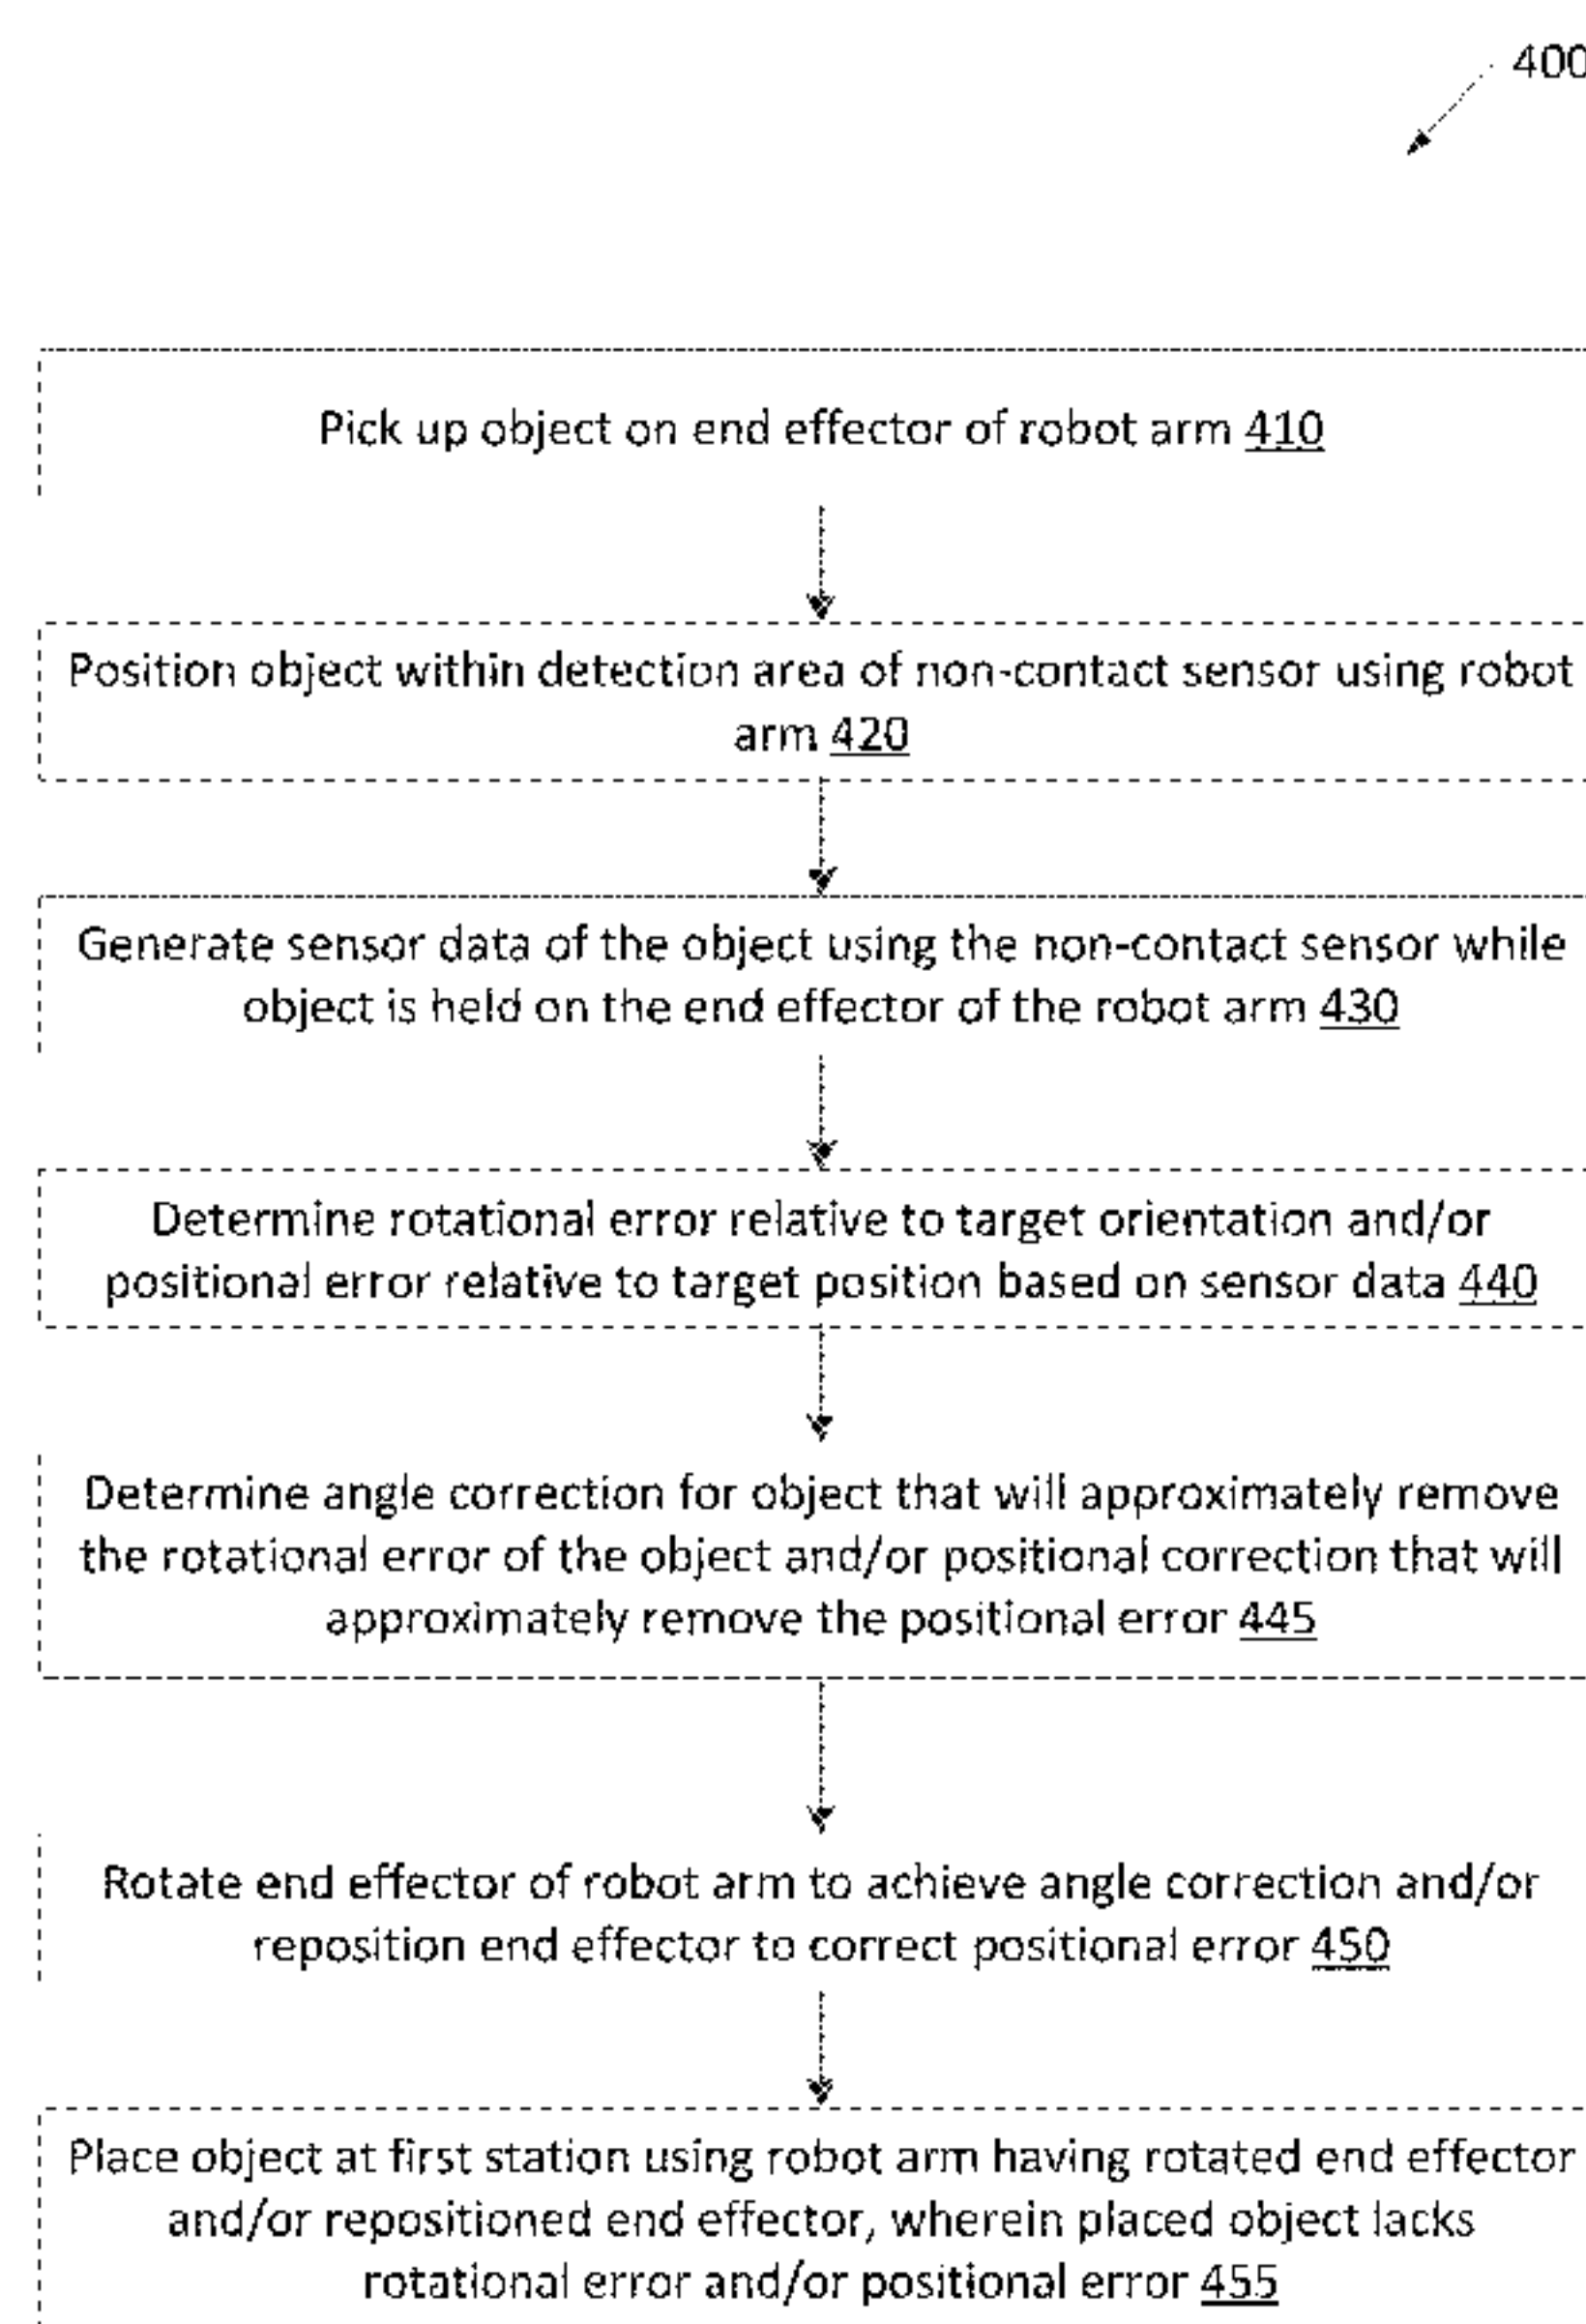 400
Pick up object on end effector of robot arm 410
Position object within detection area of non-contact sensor using robot
arm 420
Generate sensor data of the object using the non-contact sensor while
object is held on the end effector of the robot arm 430
Determine rotational error relative to target orientation and/or
positional error relative to target position based on sensor data 440
Determine angle correction for object that will approximately remove
the rotational error of the object and/or positional correction that will
approximately remove the positional error 445
Rotate end effector of robot arm to achieve angle correction and/or
reposition end effector to correct positional error 450
Place object at first station using robot arm having rotated end effector
and/or repositioned end effector, wherein placed object lacks
rotational error and/or positional error 455